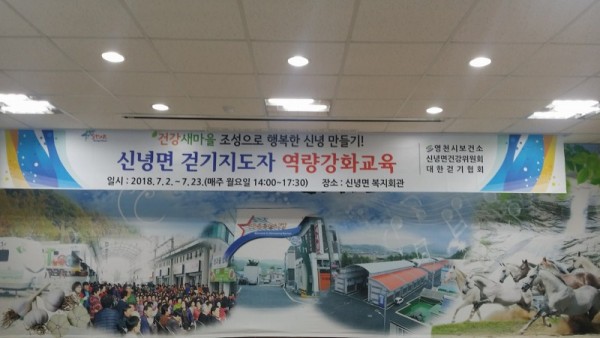 건강새마을 조성으로 행복한 신녕 만들기!
신녕면 걷기지도자 역량강화교육
일시 : 2018.7.2. ~ 7.23.(매주 월요일 14:00~17:30) 장소 : 신녕면 복지회관
영천시보건소
신녕면건강위원회
대한걷기협회